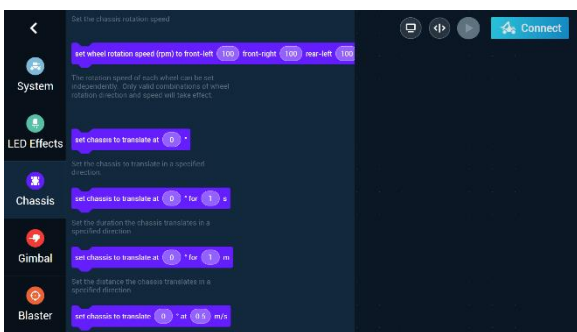 Set the chassis rotation speed
Connect
set wheel rotation speed (rpm) to front-left 100 front-right 100 rear-left 100
System
The rotation speed of each wheel can be set
independently. Only valid combinations of wheel
rotation direction and speed will take effect.
LED Effects
set chassis to translate at 0 °
Set the chassis to translate in a specified
direction
Chassis
set chassis to translate at 0 ° for 1 s
Set the duration the chassis translates in a
specified direction
Gimbal
set chassis to translate at 0 ° for 1 m
Set the distance the chassis translates in a
specified direction
Blaster
set chassis to translate 0 ° at 0.5 m/s